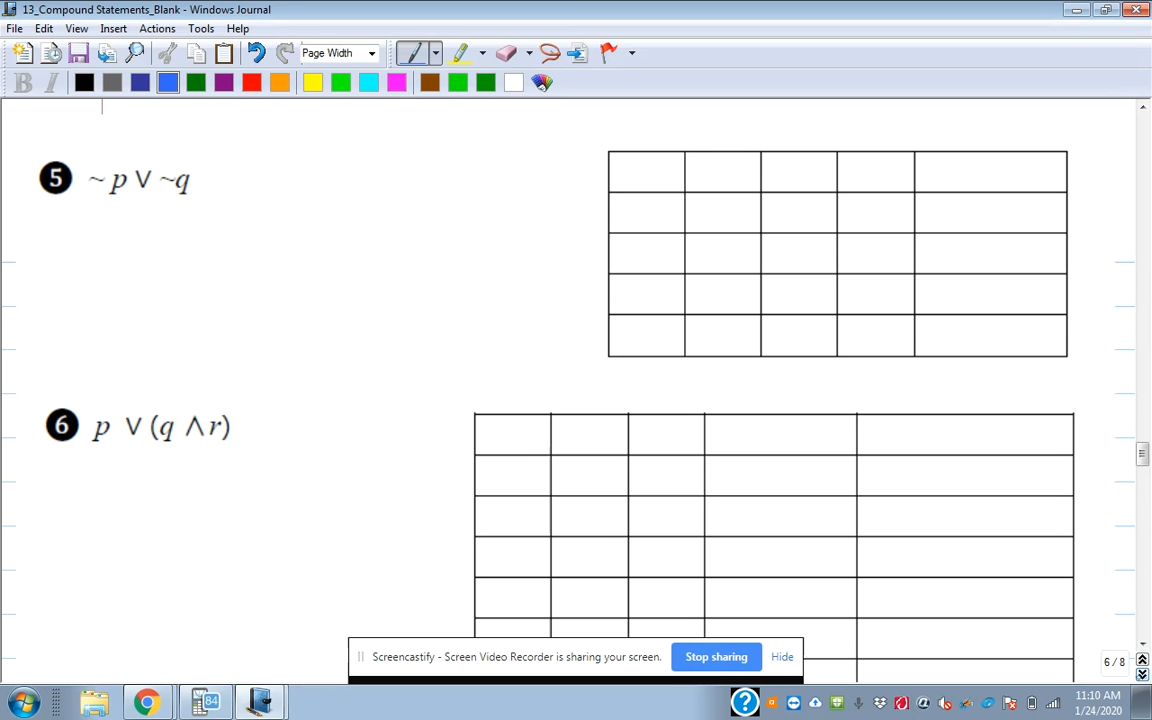 13_Compound Statements_Blank - Windows Journal
File Edit View Insert Actions Tools Help
Page Width
B I
5 ~ p ∨ ~q
6 p ∨ (q ∧ r)
Screencastify - Screen Video Recorder is sharing your screen. Stop sharing Hide
6 / 8
84
11:10 AM
1/24/2020